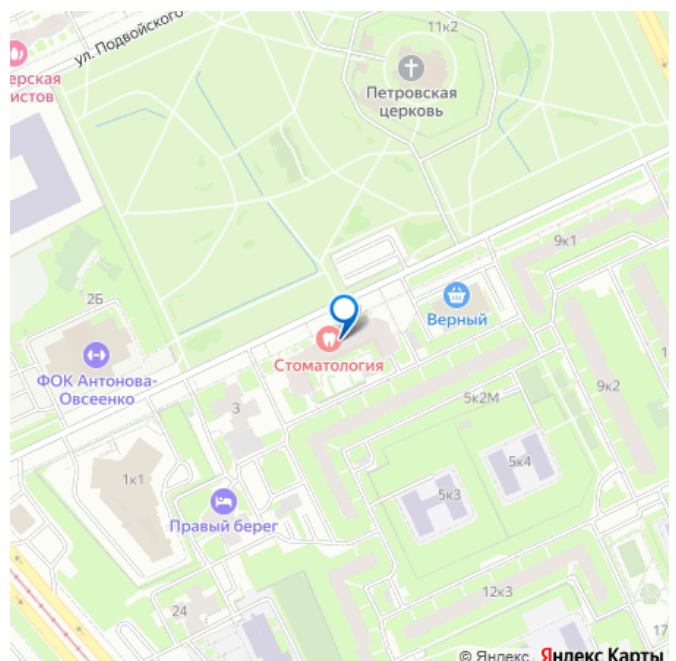 11к2
ул. Подвойского
ерская
истов
Петровская
церковь
9к1
2Б
Верный
Стоматология
ФОК Антонова-
Овсеенко
3
5к2М
9к2
1
1к1
5к4
5к3
Правый берег
12к3
24
17
© Яндекс Яндекс Карты